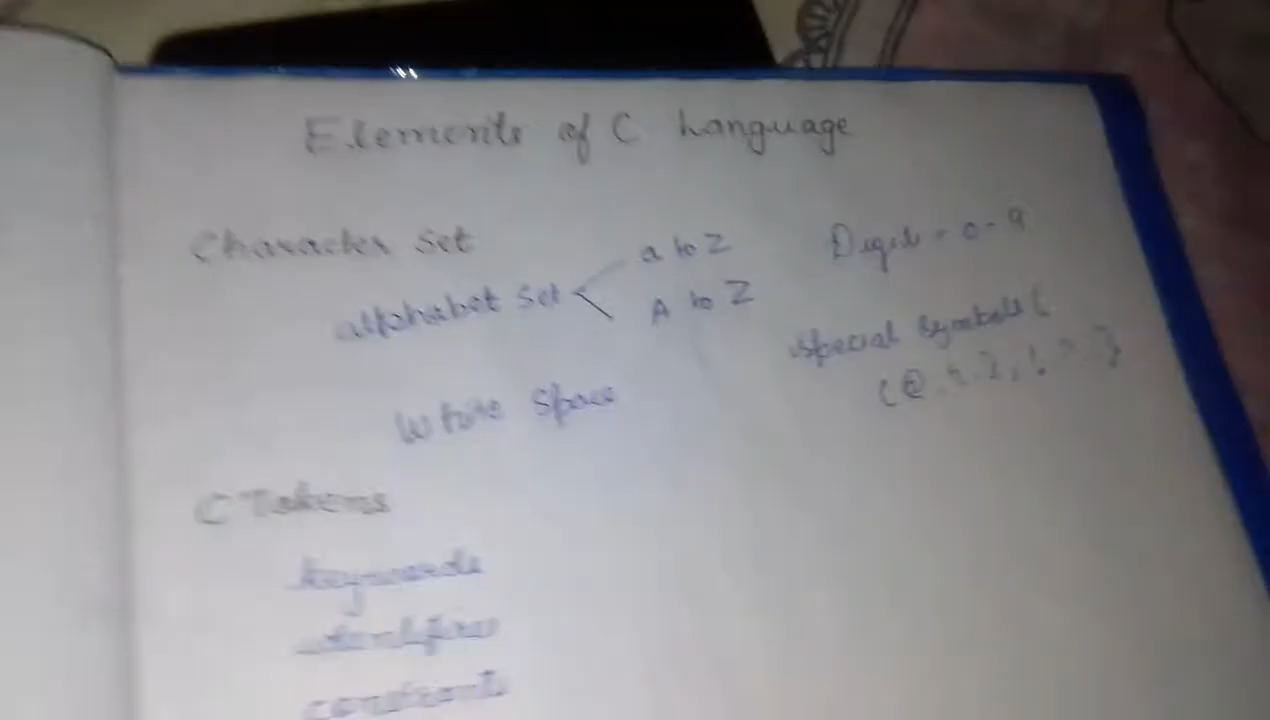 Elements of C Language
Character Set
alphabet set
a to z
A to Z
Digit - 0-9
special symbols (
White Space
C Tokens
keywords
identifiers
constants